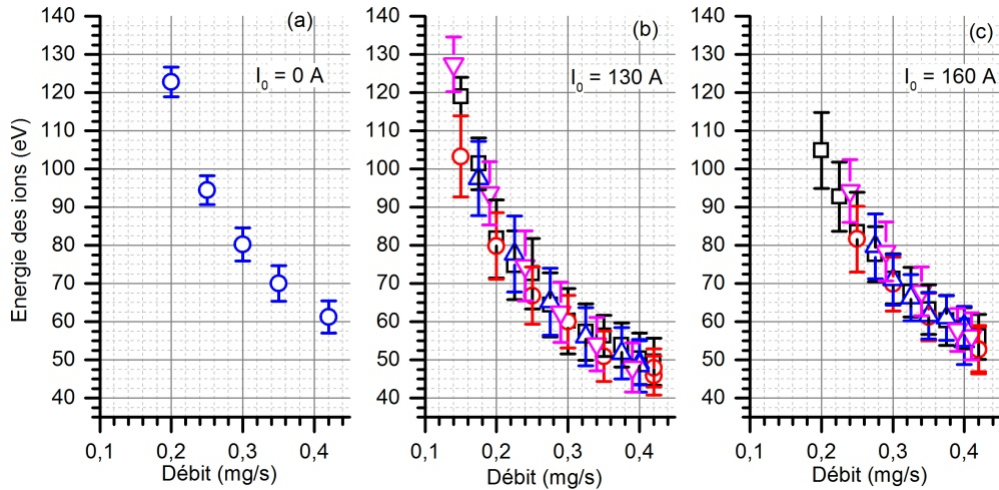 Energie des ions (eV)
140
130
120
110
100
90
80
70
60
50
40
(a)
I₀ = 0 A
0,1 0,2 0,3 0,4
Débit (mg/s)
140
130
120
110
100
90
80
70
60
50
40
(b)
I₀ = 130 A
0,1 0,2 0,3 0,4
Débit (mg/s)
140
130
120
110
100
90
80
70
60
50
40
(c)
I₀ = 160 A
0,1 0,2 0,3 0,4
Débit (mg/s)